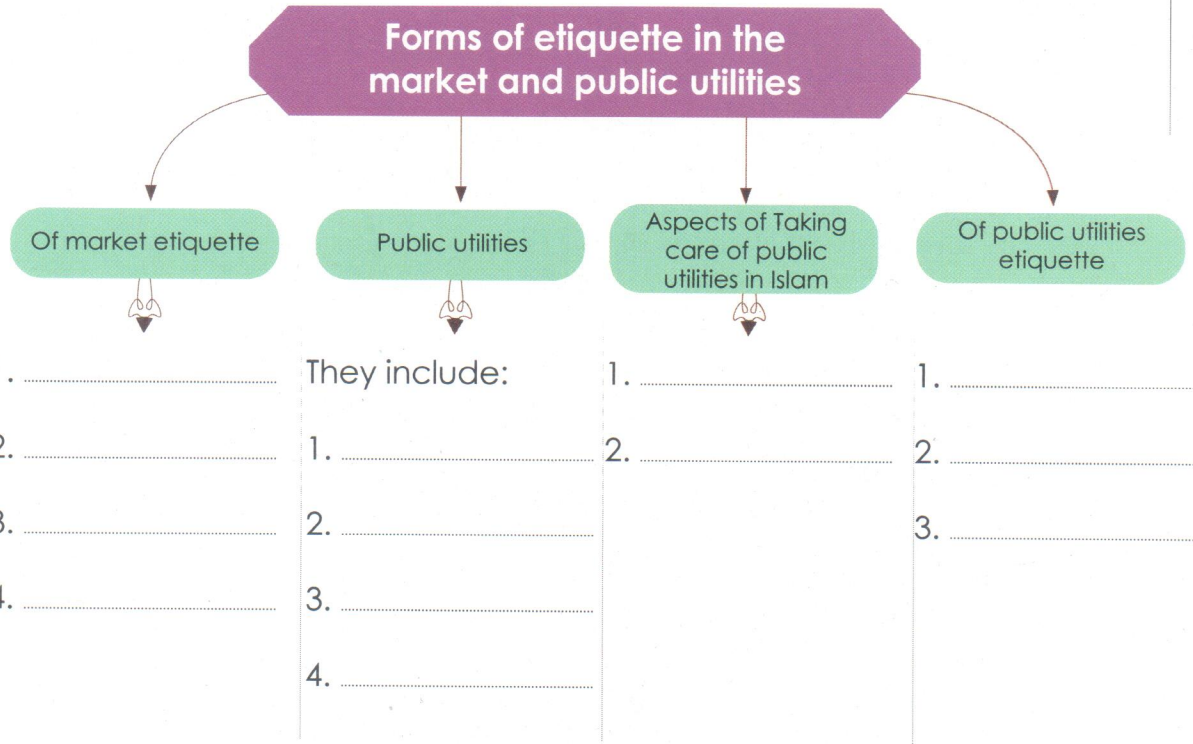 Forms of etiquette in the
market and public utilities
Of market etiquette
Public utilities
Aspects of Taking
care of public
utilities in Islam
Of public utilities
etiquette
.
2.
3.
4.
They include:
1.
2.
3.
4.
1.
2.
1.
2.
3.